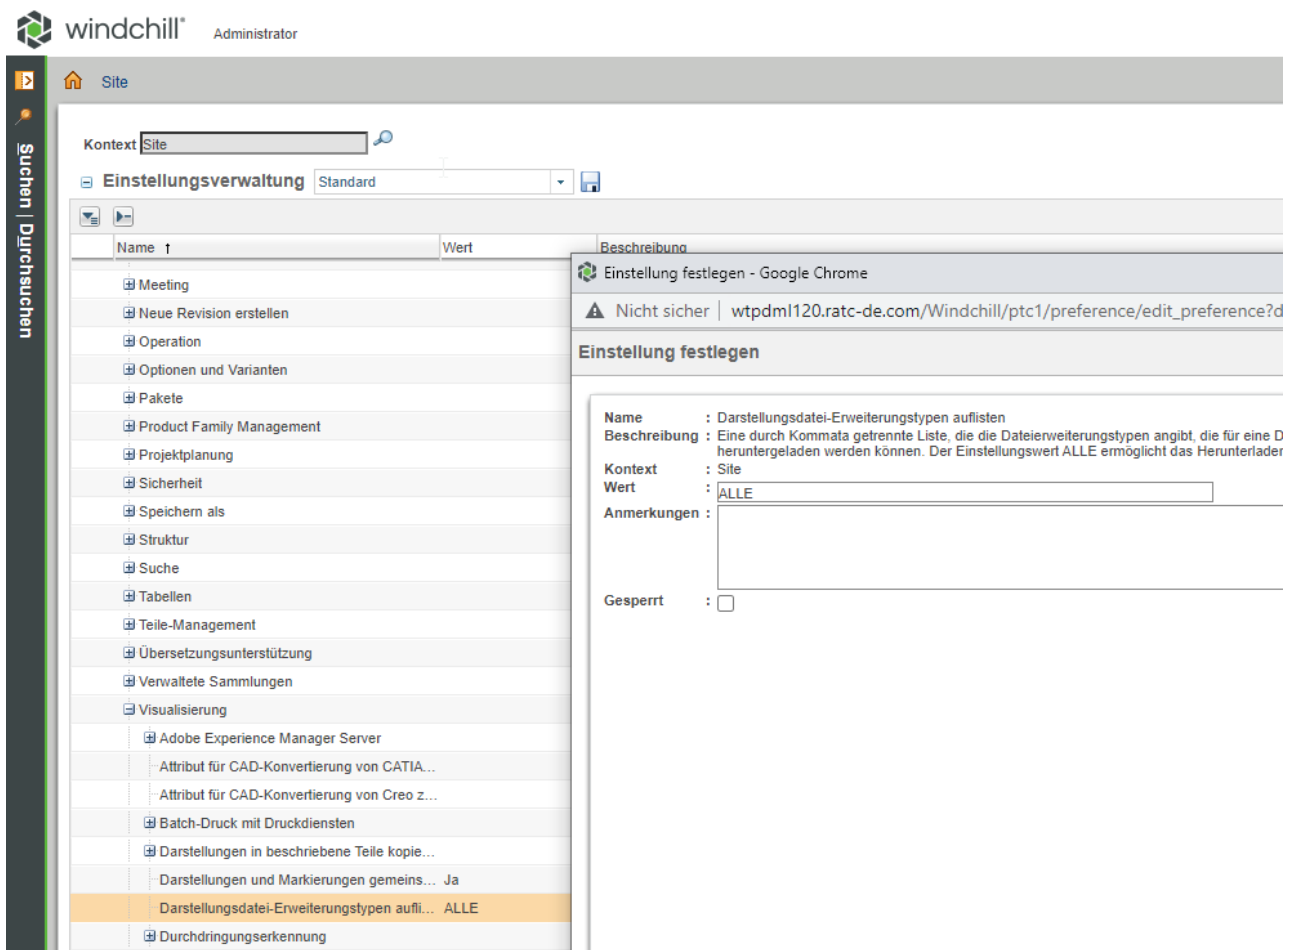 windchill® Administrator
Site
Suchen | Durchsuchen
Kontext Site
Einstellungsverwaltung Standard
Name ↑ Wert Beschreibung
Meeting
Neue Revision erstellen
Operation
Optionen und Varianten
Pakete
Product Family Management
Projektplanung
Sicherheit
Speichern als
Struktur
Suche
Tabellen
Teile-Management
Übersetzungsunterstützung
Verwaltete Sammlungen
Visualisierung
Adobe Experience Manager Server
Attribut für CAD-Konvertierung von CATIA...
Attribut für CAD-Konvertierung von Creo z...
Batch-Druck mit Druckdiensten
Darstellungen in beschriebene Teile kopie...
Darstellungen und Markierungen gemeins... Ja
Darstellungsdatei-Erweiterungstypen aufli... ALLE
Durchdringungserkennung
Einstellung festlegen - Google Chrome
Nicht sicher | wtpdml120.ratc-de.com/Windchill/ptc1/preference/edit_preference?d
Einstellung festlegen
Name : Darstellungsdatei-Erweiterungstypen auflisten
Beschreibung : Eine durch Kommata getrennte Liste, die die Dateierweiterungstypen angibt, die für eine D
heruntergeladen werden können. Der Einstellungswert ALLE ermöglicht das Herunterladen
Kontext : Site
Wert : ALLE
Anmerkungen :
Gesperrt :